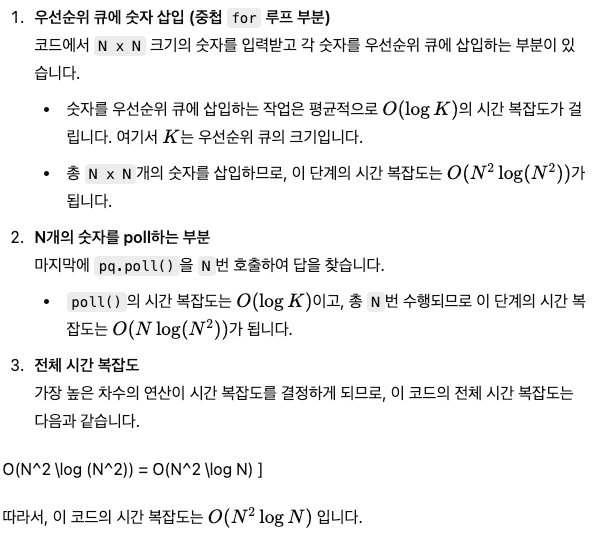 1. 우선순위 큐에 숫자 삽입 (중첩 for 루프 부분)
코드에서 N x N 크기의 숫자를 입력받고 각 숫자를 우선순위 큐에 삽입하는 부분이 있
습니다.
• 숫자를 우선순위 큐에 삽입하는 작업은 평균적으로 O(log K)의 시간 복잡도가 걸
립니다. 여기서 K는 우선순위 큐의 크기입니다.
• 총 N x N개의 숫자를 삽입하므로, 이 단계의 시간 복잡도는 O(N² log(N²))가
됩니다.
2. N개의 숫자를 poll하는 부분
마지막에 pq.poll()을 N번 호출하여 답을 찾습니다.
• poll()의 시간 복잡도는 O(log K)이고, 총 N번 수행되므로 이 단계의 시간 복
잡도는 O(N log(N²))가 됩니다.
3. 전체 시간 복잡도
가장 높은 차수의 연산이 시간 복잡도를 결정하게 되므로, 이 코드의 전체 시간 복잡도는
다음과 같습니다.
O(N^2 \log (N^2)) = O(N^2 \log N) ]
따라서, 이 코드의 시간 복잡도는 O(N² log N) 입니다.